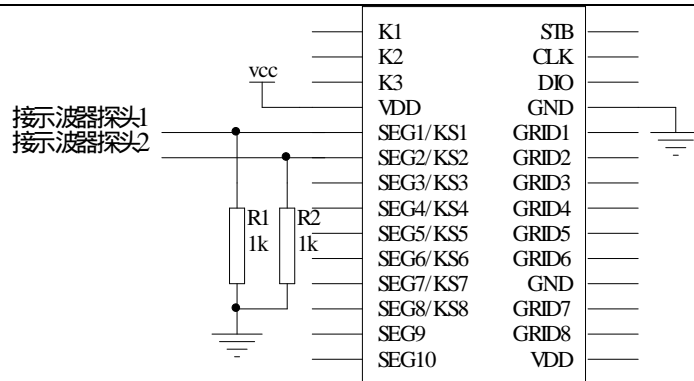 K1 STB
K2 CLK
vcc K3 DIO
VDD GND
接示波器探头1 SEG1/KS1 GRID1
接示波器探头2 SEG2/KS2 GRID2
SEG3/KS3 GRID3
SEG4/KS4 GRID4
R1 R2 SEG5/KS5 GRID5
1k 1k SEG6/KS6 GRID6
SEG7/KS7 GND
SEG8/KS8 GRID7
SEG9 GRID8
SEG10 VDD